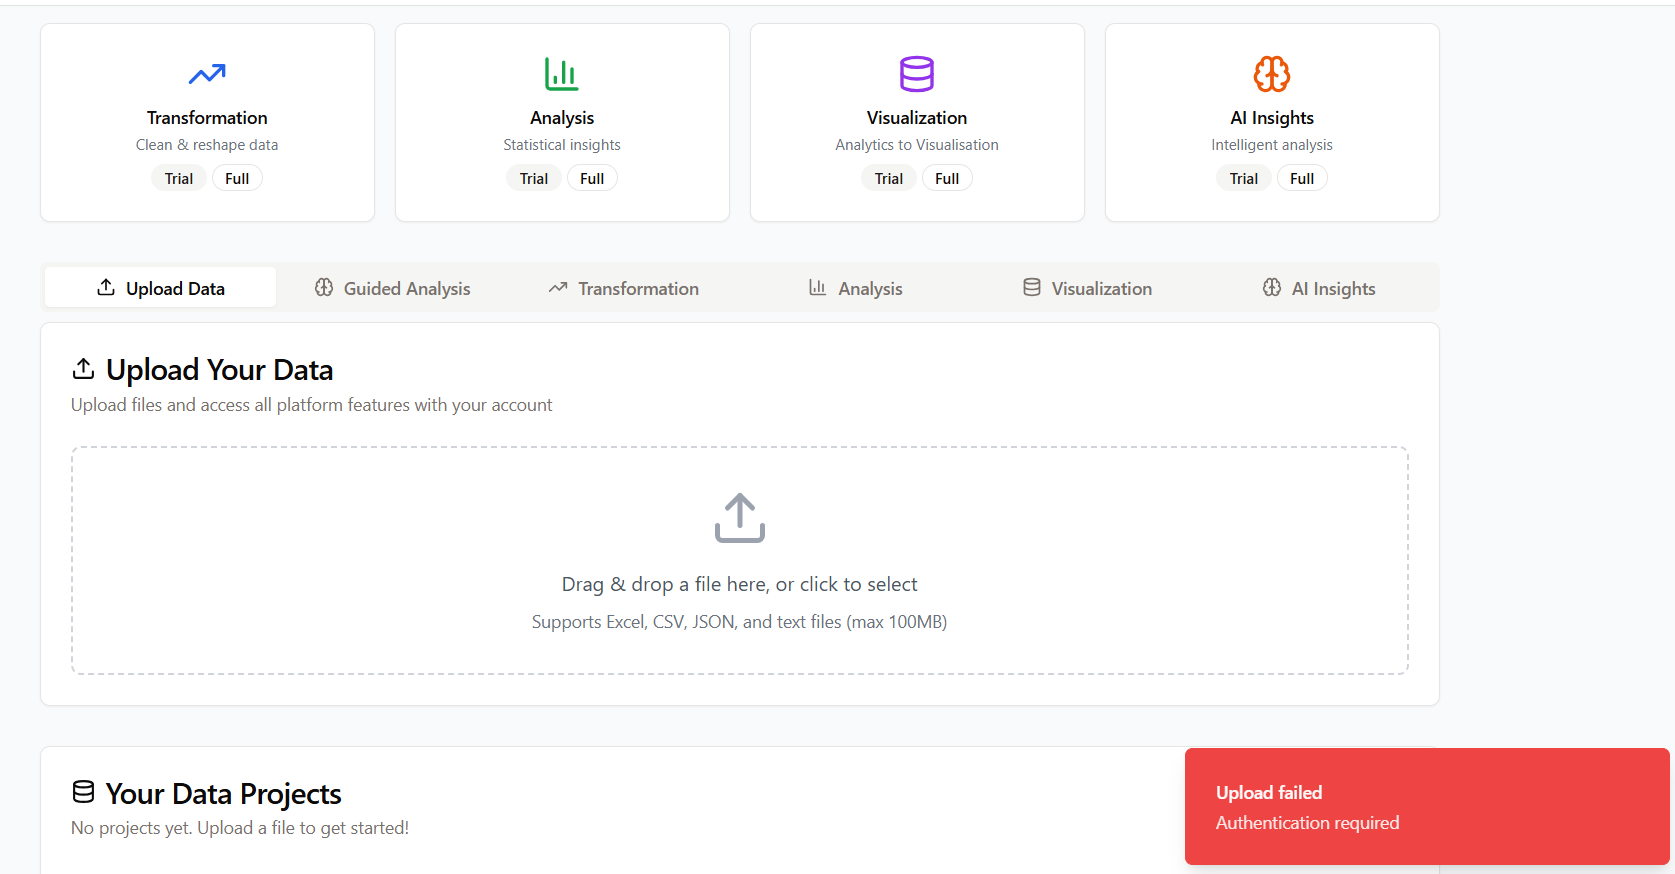 Transformation
Clean & reshape data
Trial Full
Analysis
Statistical insights
Trial Full
Visualization
Analytics to Visualisation
Trial Full
AI Insights
Intelligent analysis
Trial Full
Upload Data Guided Analysis Transformation Analysis Visualization AI Insights
Upload Your Data
Upload files and access all platform features with your account
Drag & drop a file here, or click to select
Supports Excel, CSV, JSON, and text files (max 100MB)
Your Data Projects
No projects yet. Upload a file to get started!
Upload failed
Authentication required